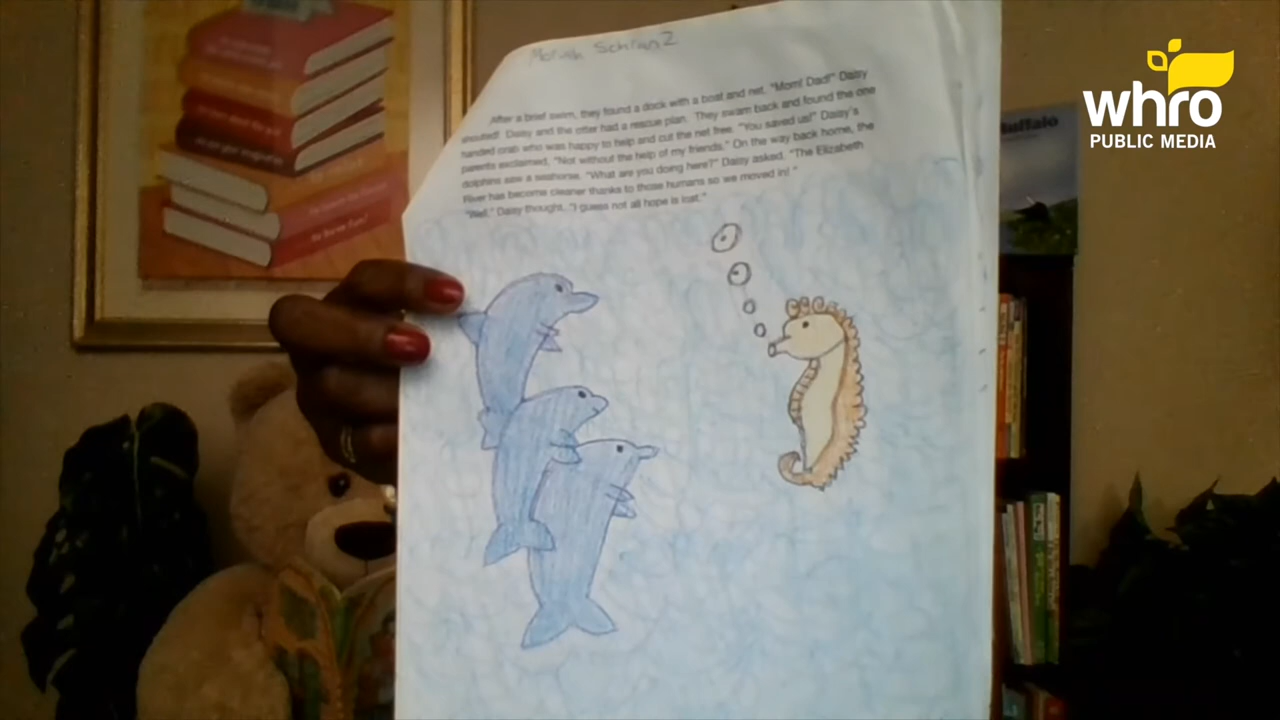 Schranz
After a brief swim, they found a dock with a boat and net. "Mom! Dad!" Daisy
shouted! Daisy and the otter had a rescue plan. They swam back and found the one
handed crab who was happy to help and cut the net free. "You saved us!" Daisy's
parents exclaimed, "Not without the help of my friends." On the way back home, the
dolphins saw a seahorse. "What are you doing here?" Daisy asked. "The Elizabeth
River has become cleaner thanks to those humans so we moved in! "
"Well," Daisy thought.. "I guess not all hope is lost."
whro
PUBLIC MEDIA